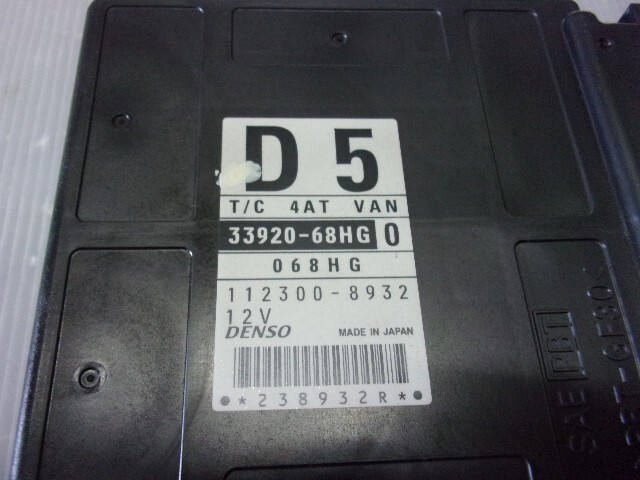 D 5
T/C 4AT VAN
33920-68HG 0
068HG
112300-8932
12V
DENSO MADE IN JAPAN
*238932R*
SAE PBT